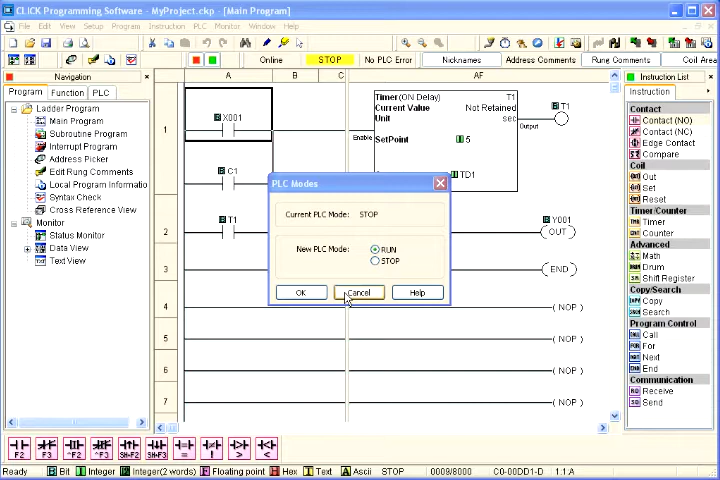 CLICK Programming Software - MyProject.ckp - [Main Program]
File Edit View Setup Program Instruction PLC Monitor Window Help
Online STOP No PLC Error Nicknames Address Comments Rung Comments Coil Area
Navigation
Program Function PLC
Ladder Program
Main Program
Subroutine Program
Interrupt Program
Address Picker
Edit Rung Comments
Local Program Informatio
Syntax Check
Cross Reference View
Monitor
Status Monitor
Data View
Text View
A B C AF
1
X001
Timer(ON Delay) T1
Current Value Not Retained
Unit sec
SetPoint 5
Enable
Output
T1
C1
TD1
2
T1
Y001
OUT
3
END
4
( NOP )
5
( NOP )
6
( NOP )
7
( NOP )
PLC Modes
Current PLC Mode: STOP
New PLC Mode: RUN
STOP
OK Cancel Help
Instruction List
Instruction
Contact
Contact (NO)
Contact (NC)
Edge Contact
Compare
Coil
Out
Set
Reset
Timer/Counter
Timer
Counter
Advanced
Math
Drum
Shift Register
Copy/Search
Copy
Search
Program Control
Call
For
Next
End
Communication
Receive
Send
F2 F3 ^F2 ^F3 SH+F2 SH+F3 = ! > <
Ready B Bit I Integer I Integer(2 words) F Floating point H Hex T Text A Ascii STOP 0009/8000 C0-00DD1-D 1.1 A